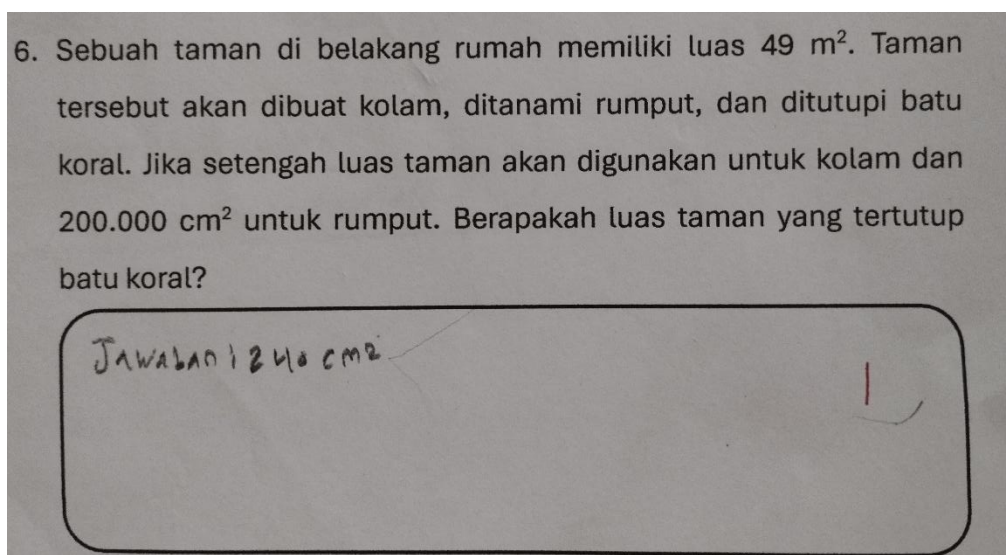 6. Sebuah taman di belakang rumah memiliki luas 49 m². Taman
tersebut akan dibuat kolam, ditanami rumput, dan ditutupi batu
koral. Jika setengah luas taman akan digunakan untuk kolam dan
200.000 cm² untuk rumput. Berapakah luas taman yang tertutup
batu koral?
Jawaban : 240 cm2
1